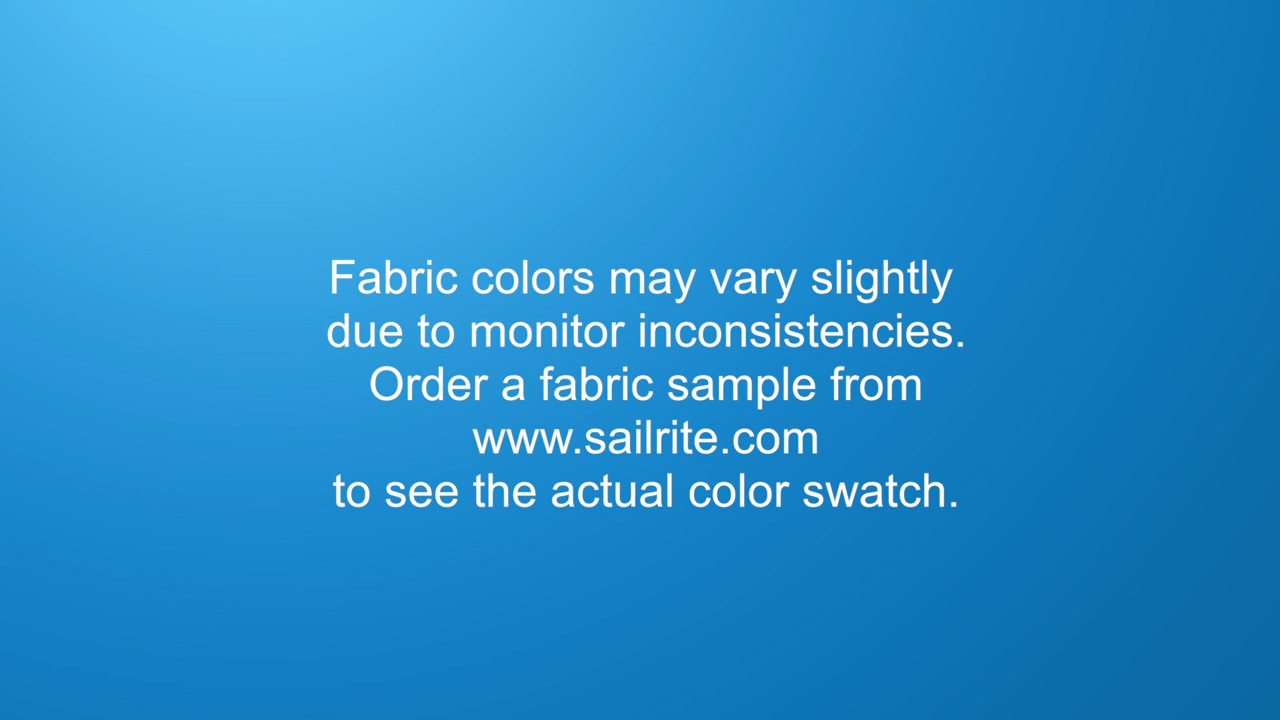 Fabric colors may vary slightly
due to monitor inconsistencies.
Order a fabric sample from
www.sailrite.com
to see the actual color swatch.